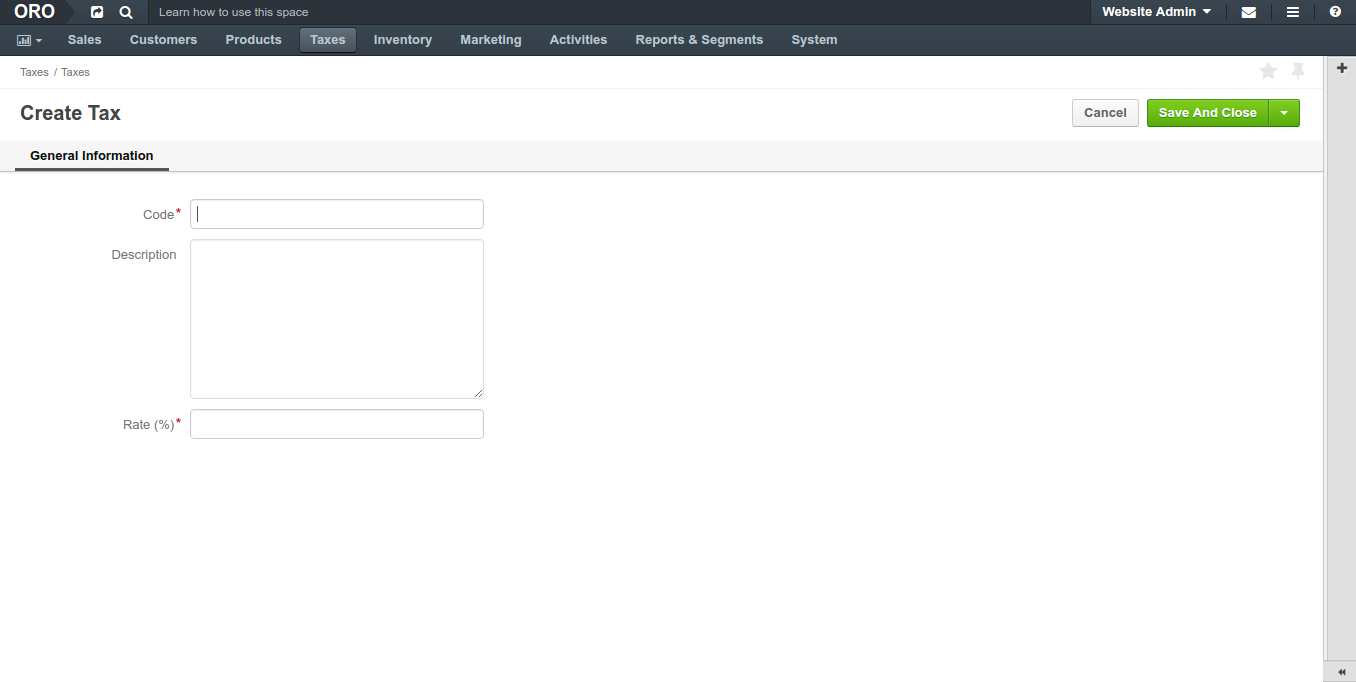 ORO Learn how to use this space Website Admin
Sales Customers Products Taxes Inventory Marketing Activities Reports & Segments System
Taxes / Taxes
Create Tax Cancel Save And Close
General Information
Code*
Description
Rate (%)*